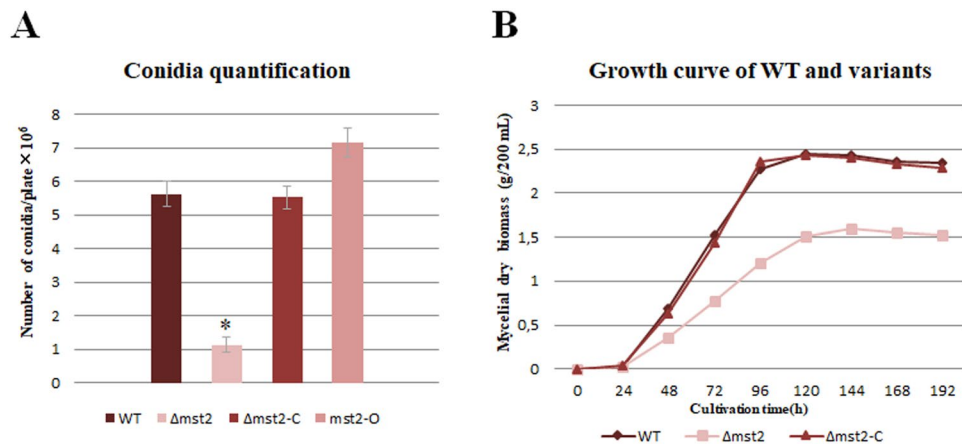 A
Conidia quantification
Number of conidia/plate×10⁶
8
7
6
5
4
3
2
1
0
*
WT Δmst2 Δmst2-C mst2-O
B
Growth curve of WT and variants
Mycelial dry biomass (g/200 mL)
3
2,5
2
1,5
1
0,5
0
0 24 48 72 96 120 144 168 192
Cultivation time(h)
WT Δmst2 Δmst2-C